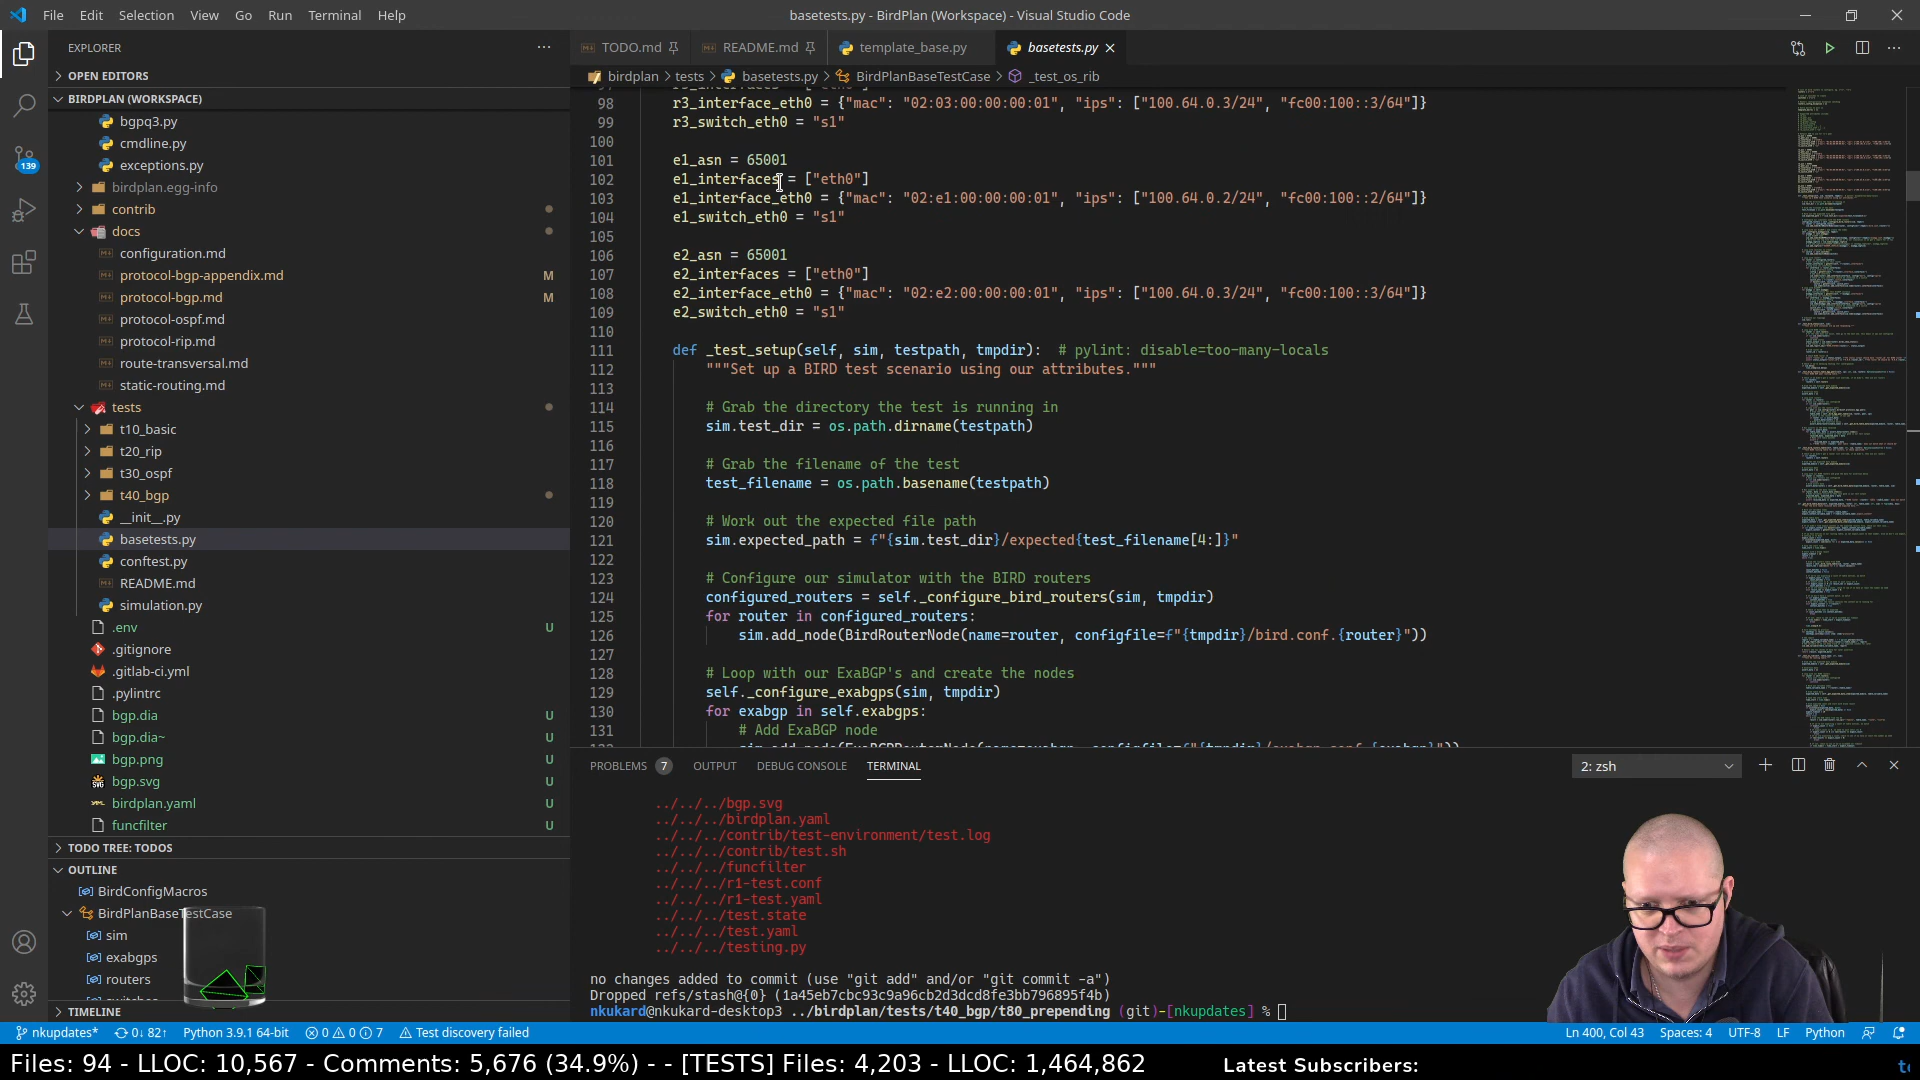 File Edit Selection View Go Run Terminal Help
basetests.py - BirdPlan (Workspace) - Visual Studio Code
EXPLORER
OPEN EDITORS
BIRDPLAN (WORKSPACE)
bgpq3.py
cmdline.py
exceptions.py
birdplan.egg-info
contrib
docs
configuration.md
protocol-bgp-appendix.md M
protocol-bgp.md M
protocol-ospf.md
protocol-rip.md
route-transversal.md
static-routing.md
tests
t10_basic
t20_rip
t30_ospf
t40_bgp
__init__.py
basetests.py
conftest.py
README.md
simulation.py
.env U
.gitignore
.gitlab-ci.yml
.pylintrc
bgp.dia U
bgp.dia~ U
bgp.png U
bgp.svg U
birdplan.yaml U
funcfilter U
TODO TREE: TODOS
OUTLINE
BirdConfigMacros
BirdPlanBaseTestCase
sim
exabgps
routers
TIMELINE
139
TODO.md README.md template_base.py basetests.py
birdplan > tests > basetests.py > BirdPlanBaseTestCase > _test_os_rib
98 r3_interface_eth0 = {"mac": "02:03:00:00:00:01", "ips": ["100.64.0.3/24", "fc00:100::3/64"]}
99 r3_switch_eth0 = "s1"
100
101 e1_asn = 65001
102 e1_interfaces = ["eth0"]
103 e1_interface_eth0 = {"mac": "02:e1:00:00:00:01", "ips": ["100.64.0.2/24", "fc00:100::2/64"]}
104 e1_switch_eth0 = "s1"
105
106 e2_asn = 65001
107 e2_interfaces = ["eth0"]
108 e2_interface_eth0 = {"mac": "02:e2:00:00:00:01", "ips": ["100.64.0.3/24", "fc00:100::3/64"]}
109 e2_switch_eth0 = "s1"
110
111 def _test_setup(self, sim, testpath, tmpdir):  # pylint: disable=too-many-locals
112 """Set up a BIRD test scenario using our attributes."""
113
114 # Grab the directory the test is running in
115 sim.test_dir = os.path.dirname(testpath)
116
117 # Grab the filename of the test
118 test_filename = os.path.basename(testpath)
119
120 # Work out the expected file path
121 sim.expected_path = f"{sim.test_dir}/expected{test_filename[4:]}"
122
123 # Configure our simulator with the BIRD routers
124 configured_routers = self._configure_bird_routers(sim, tmpdir)
125 for router in configured_routers:
126 sim.add_node(BirdRouterNode(name=router, configfile=f"{tmpdir}/bird.conf.{router}"))
127
128 # Loop with our ExaBGP's and create the nodes
129 self._configure_exabgps(sim, tmpdir)
130 for exabgp in self.exabgps:
131 # Add ExaBGP node
PROBLEMS 7 OUTPUT DEBUG CONSOLE TERMINAL 2: zsh
../../../bgp.svg
../../../birdplan.yaml
../../../contrib/test-environment/test.log
../../../contrib/test.sh
../../../funcfilter
../../../r1-test.conf
../../../r1-test.yaml
../../../test.state
../../../test.yaml
../../../testing.py
no changes added to commit (use "git add" and/or "git commit -a")
Dropped refs/stash@{0} (1a45eb7cbc93c9a96cb2d3dcd8fe3bb796895f4b)
nkukard@nkukard-desktop3 ../birdplan/tests/t40_bgp/t80_prepending (git)-[nkupdates] %
nkupdates* 0↓ 82↑ Python 3.9.1 64-bit 0 0 7 Test discovery failed Ln 400, Col 43 Spaces: 4 UTF-8 LF Python
Files: 94 - LLOC: 10,567 - Comments: 5,676 (34.9%) - - [TESTS] Files: 4,203 - LLOC: 1,464,862 Latest Subscribers: